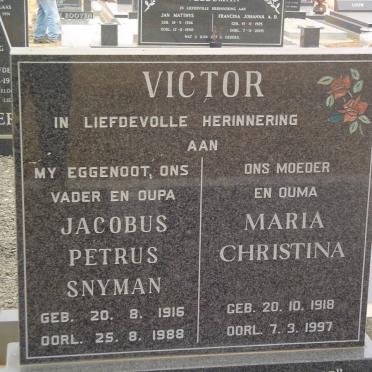 JAN MATTHYS
FRANCINA JOHANNA A. D.
VICTOR
IN LIEFDEVOLLE HERINNERING
AAN
MY EGGENOOT, ONS
VADER EN OUPA
JACOBUS
PETRUS
SNYMAN
GEB. 20. 8. 1916
OORL. 25. 8. 1988
ONS MOEDER
EN OUMA
MARIA
CHRISTINA
GEB. 20. 10. 1918
OORL. 7. 3. 1997